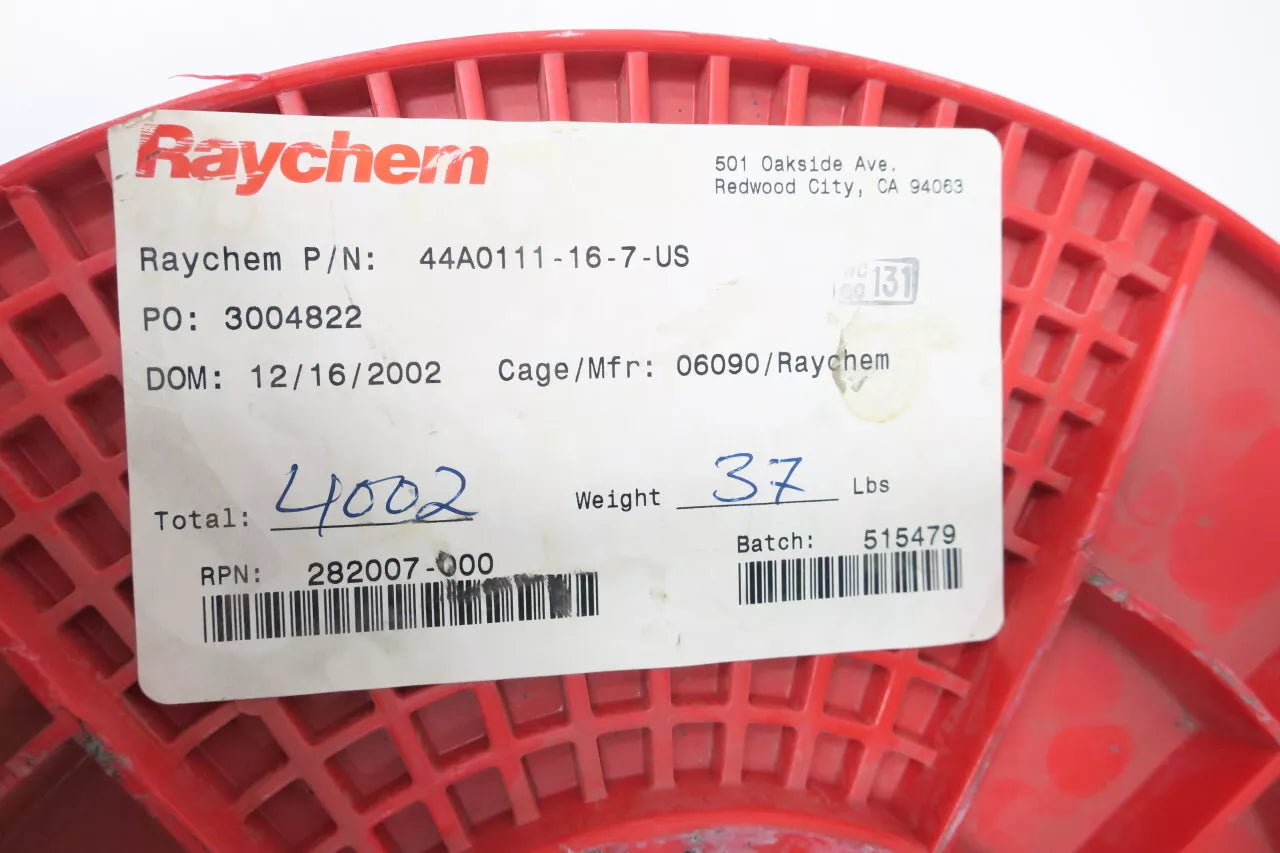 Raychem
501 Oakside Ave.
Redwood City, CA 94063
Raychem P/N: 44A0111-16-7-US
131
PO: 3004822
DOM: 12/16/2002 Cage/Mfr: 06090/Raychem
Total: 4002 Weight 37 Lbs
RPN: 282007-000
Batch: 515479